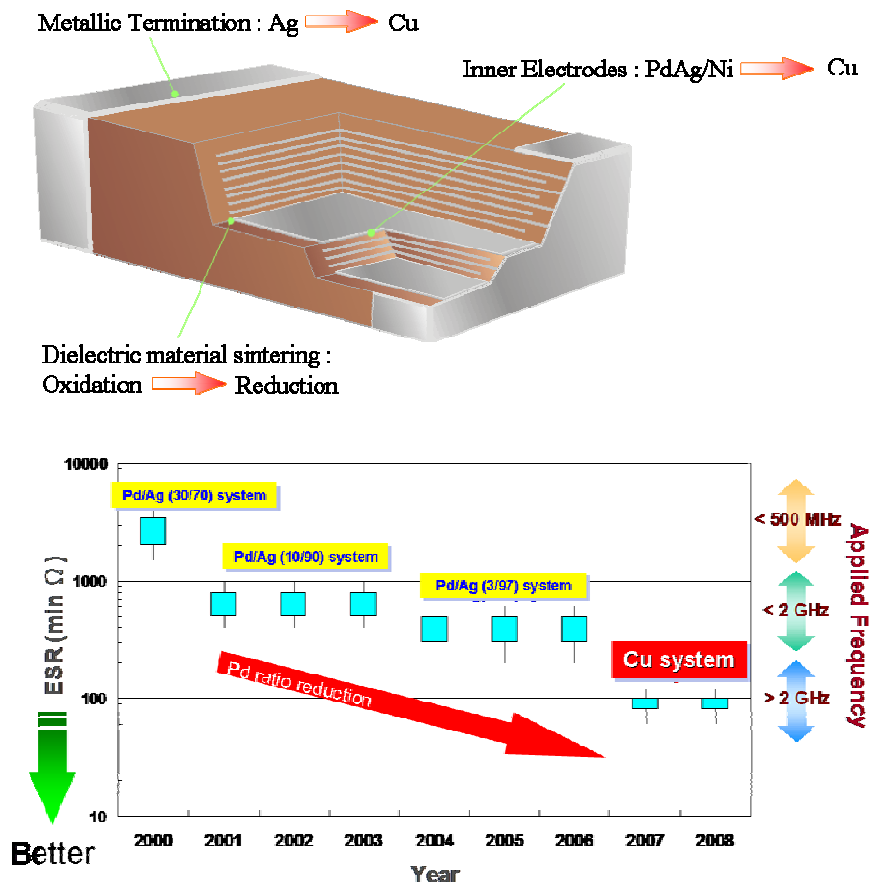 Metallic Termination : Ag Cu
Inner Electrodes : PdAg/Ni Cu
Dielectric material sintering :
Oxidation Reduction
10000
1000
100
10
ESR (min Ω)
Better
Pd/Ag (30/70) system
Pd/Ag (10/90) system
Pd/Ag (3/97) system
Cu system
Pd ratio reduction
< 500 MHz
< 2 GHz
> 2 GHz
Applied Frequency
2000 2001 2002 2003 2004 2005 2006 2007 2008
Year